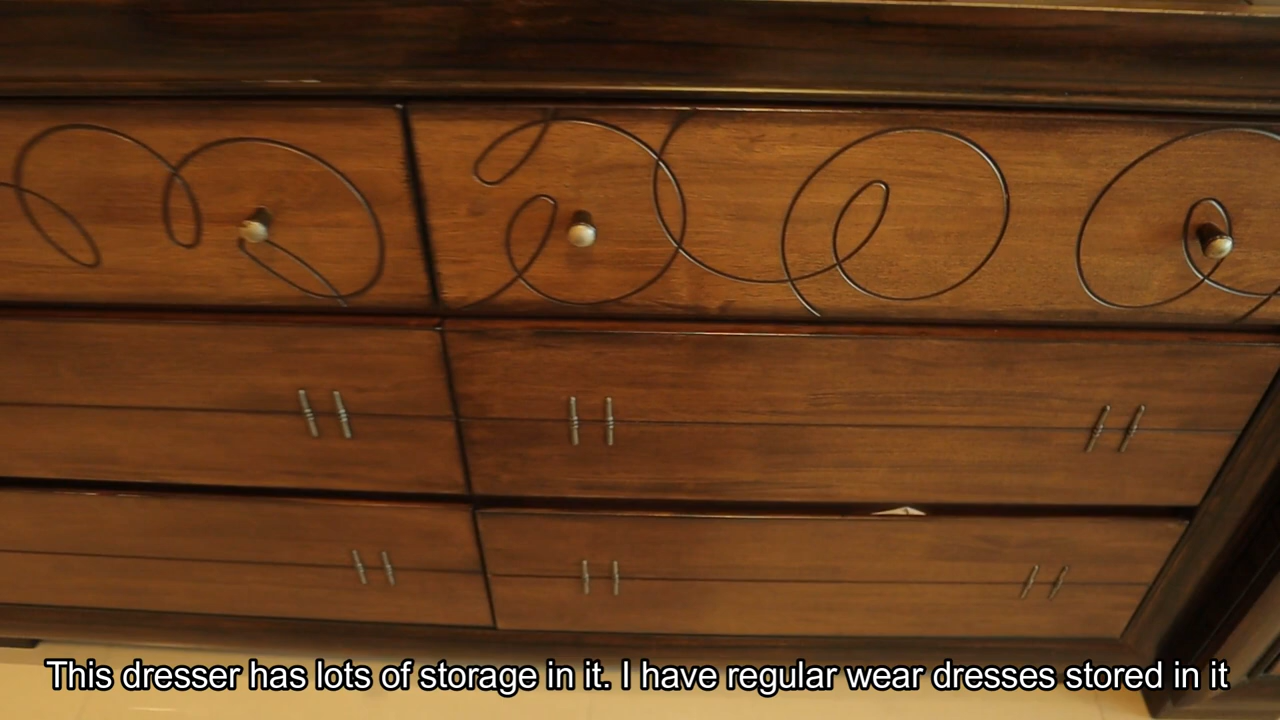 This dresser has lots of storage in it. I have regular wear dresses stored in it